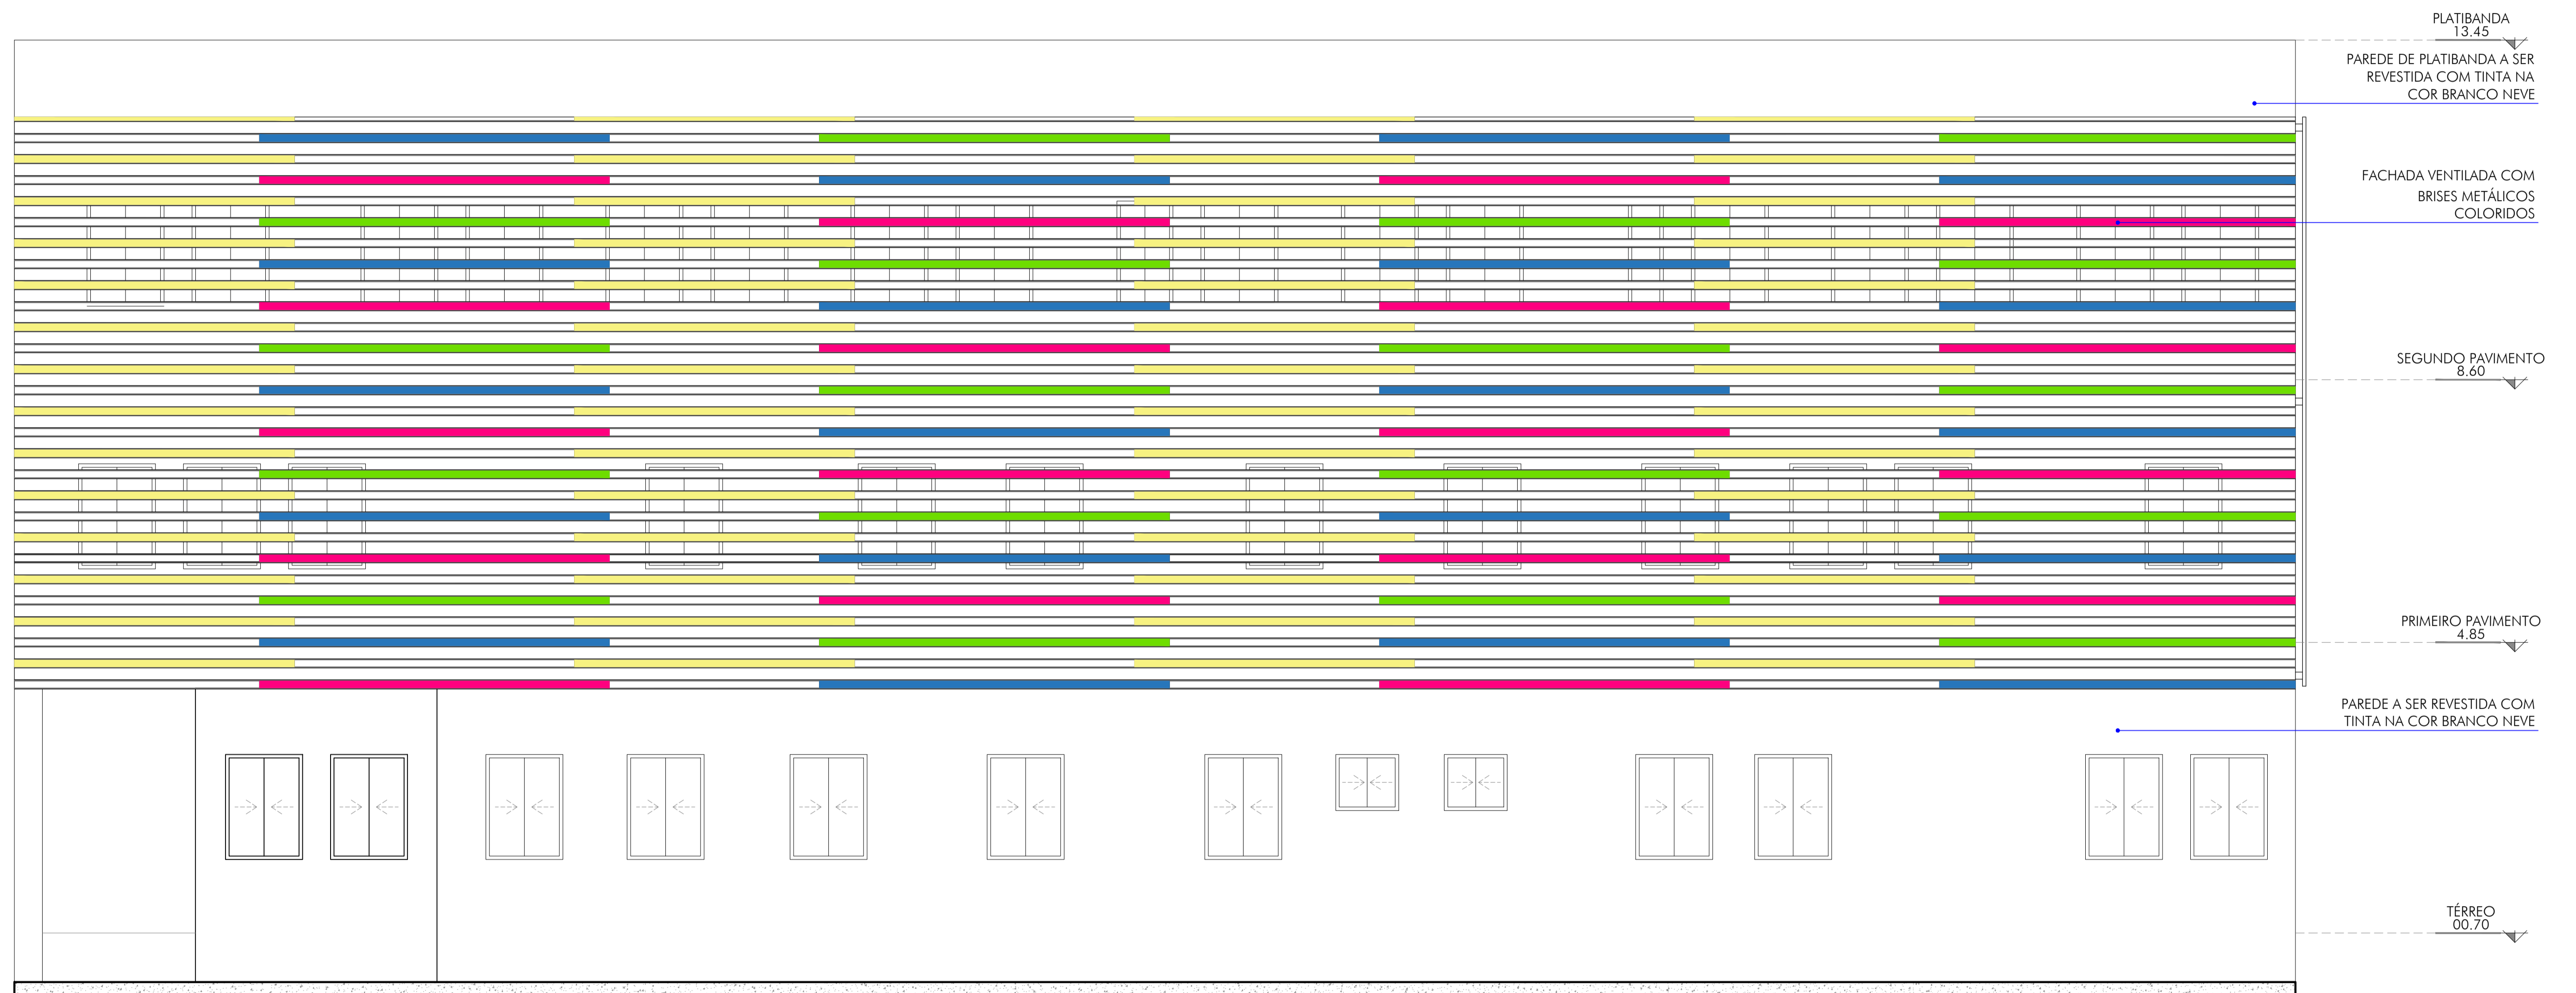 PLATIBANDA
13.45
PAREDE DE PLATIBANDA A SER
REVESTIDA COM TINTA NA
COR BRANCO NEVE
FACHADA VENTILADA COM
BRISES METÁLICOS
COLORIDOS
SEGUNDO PAVIMENTO
8.60
PRIMEIRO PAVIMENTO
4.85
PAREDE A SER REVESTIDA COM
TINTA NA COR BRANCO NEVE
TÉRREO
00.70